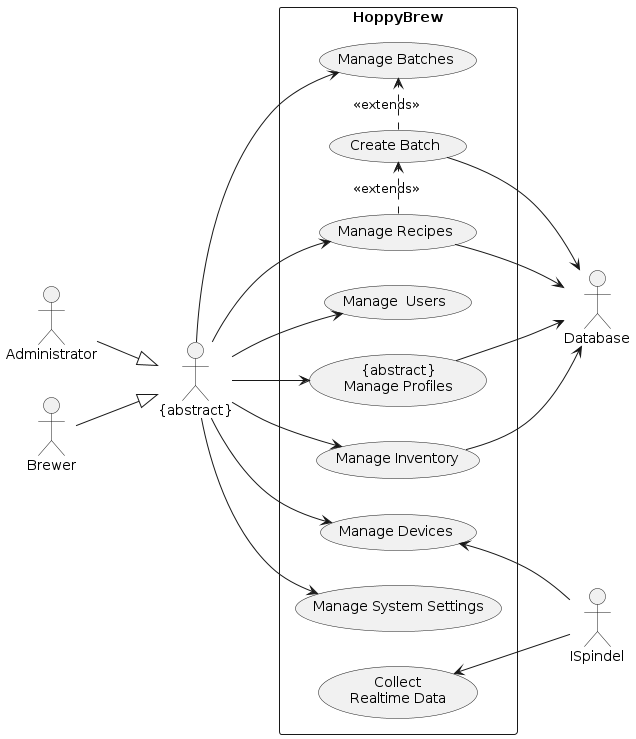 HoppyBrew
Manage Batches
«extends»
Create Batch
«extends»
Manage Recipes
Manage  Users
{abstract}
Manage Profiles
Manage Inventory
Manage Devices
Manage System Settings
Collect
Realtime Data
Administrator
Brewer
{abstract}
Database
ISpindel